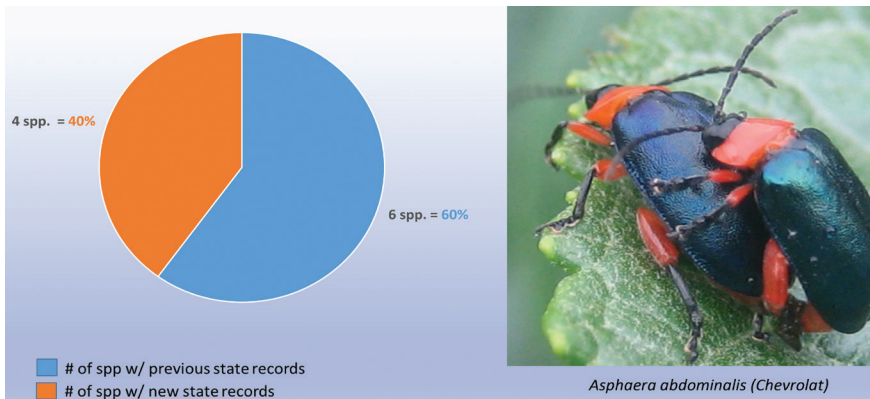 4 spp. = 40%
6 spp. = 60%
# of spp w/ previous state records
# of spp w/ new state records
Asphaera abdominalis (Chevrolat)